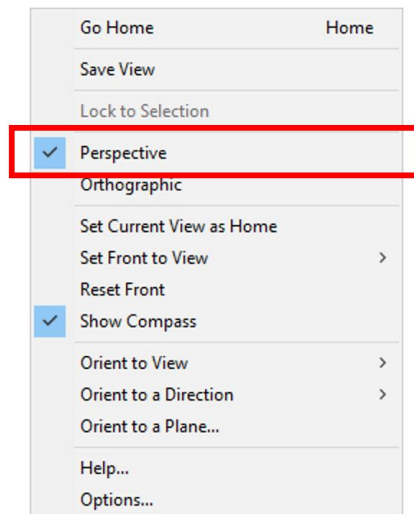 Go Home Home
Save View
Lock to Selection
Perspective
Orthographic
Set Current View as Home
Set Front to View
Reset Front
Show Compass
Orient to View
Orient to a Direction
Orient to a Plane...
Help...
Options...